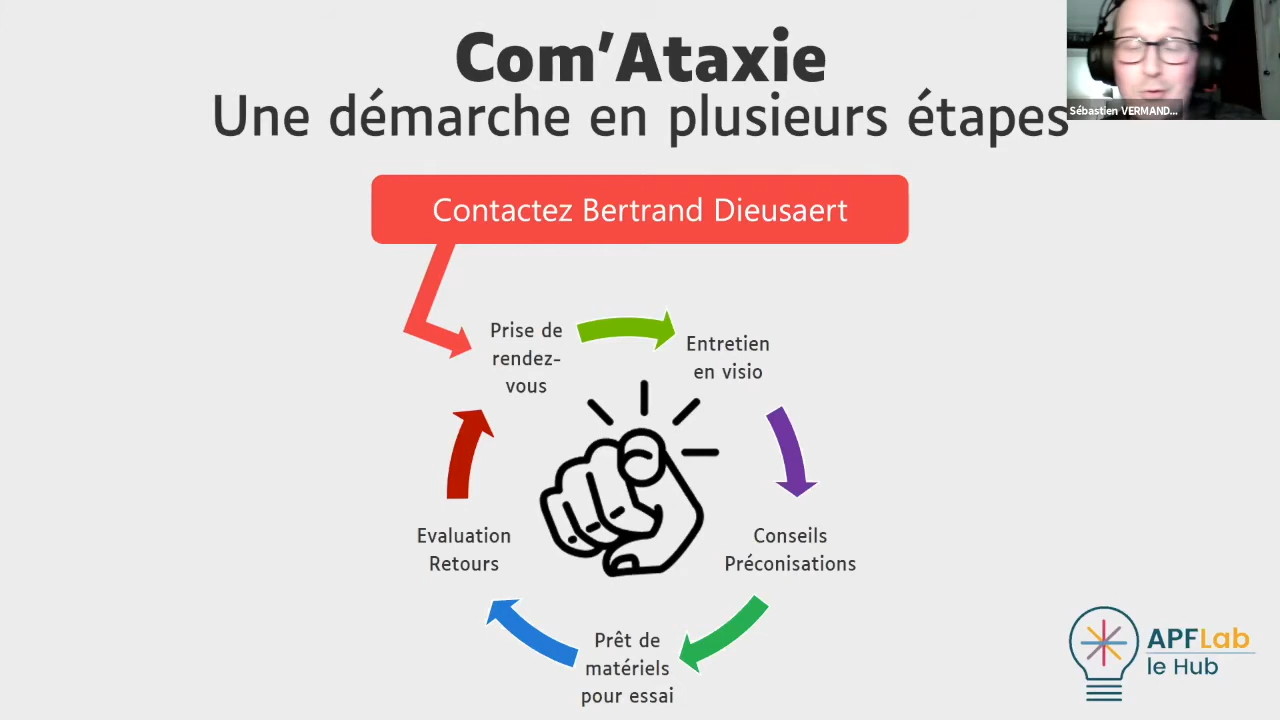 Com'Ataxie
Une démarche en plusieurs étapes
Sébastien VERMAND...
Contactez Bertrand Dieusaert
Prise de
rendez-
vous
Entretien
en visio
Conseils
Préconisations
Prêt de
matériels
pour essai
Evaluation
Retours
APFLab
le Hub